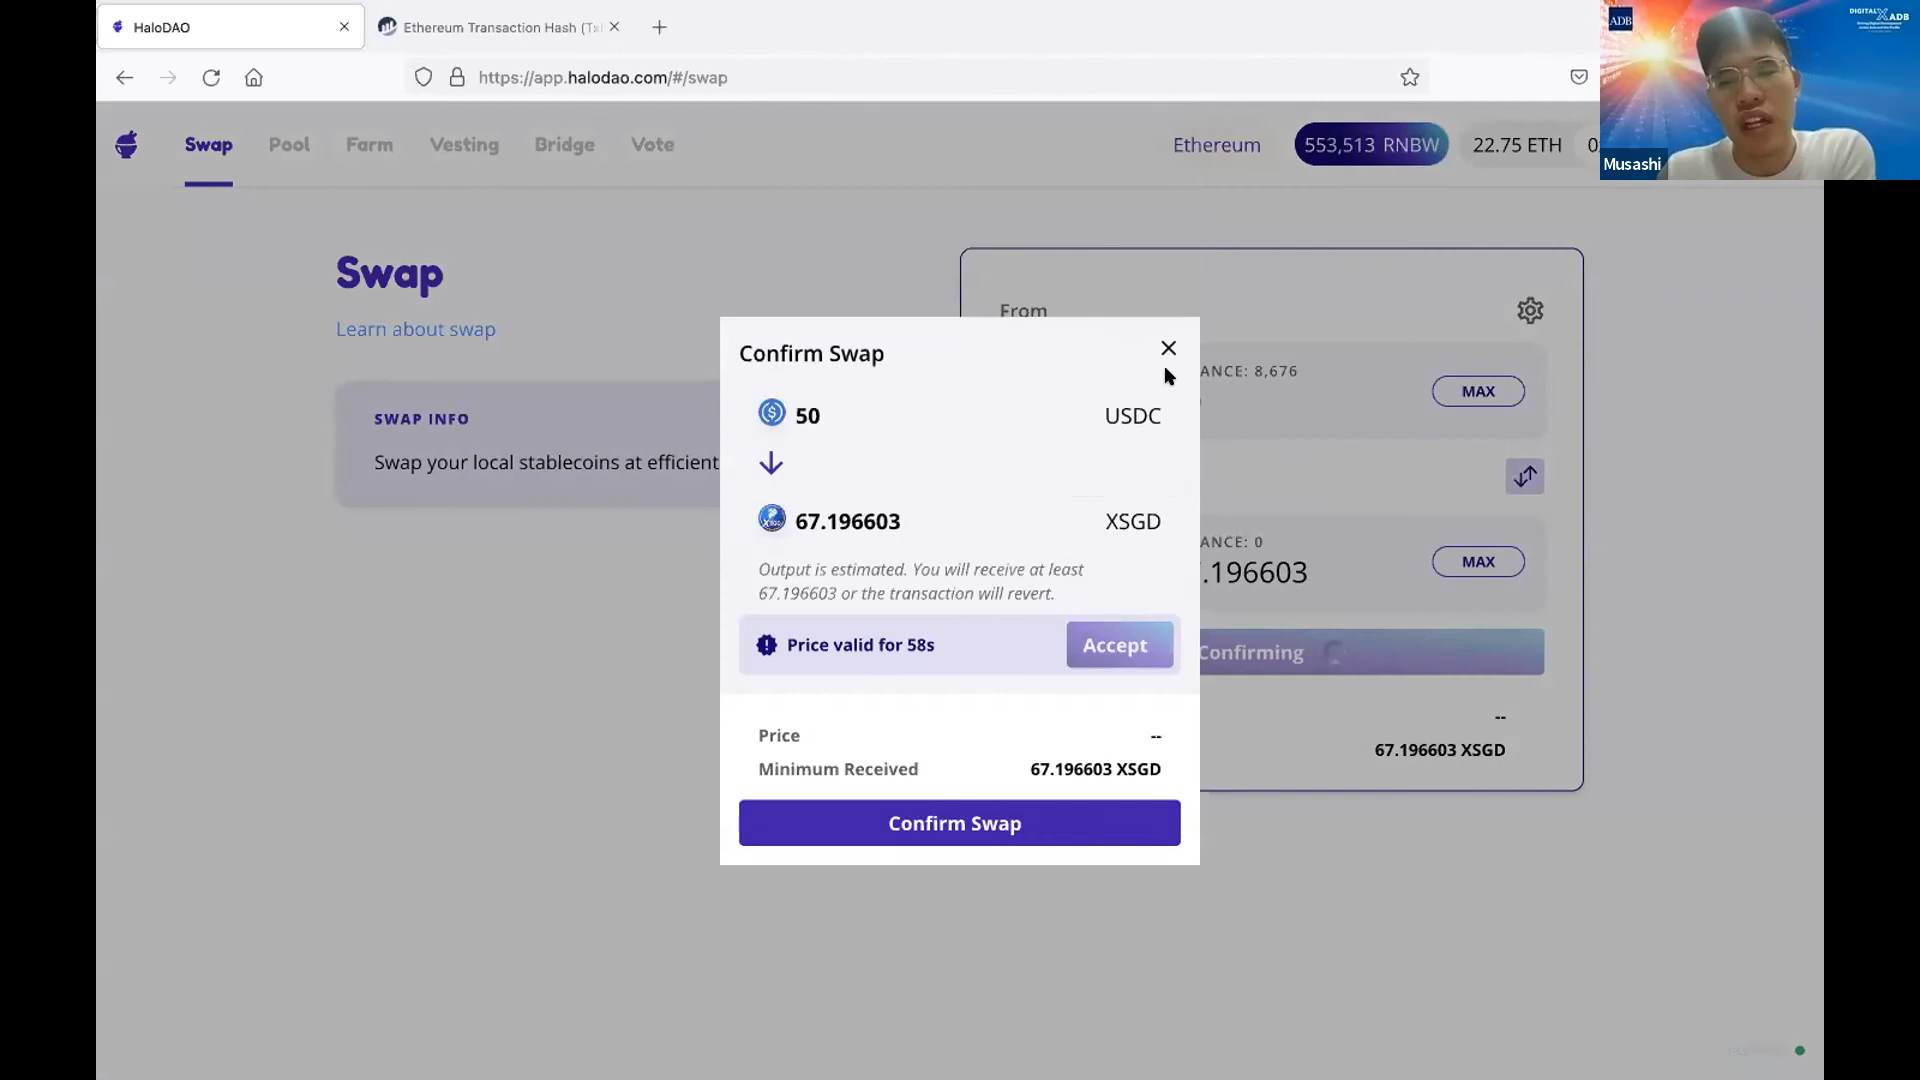 HaloDAO
Ethereum Transaction Hash (Tx
https://app.halodao.com/#/swap
ADB
DIGITAL X ADB
Musashi
Swap
Pool
Farm
Vesting
Bridge
Vote
Ethereum
553,513 RNBW
22.75 ETH
0
Swap
Learn about swap
SWAP INFO
Swap your local stablecoins at efficient
From
ANCE: 8,676
MAX
ANCE: 0
.196603
MAX
Confirming
--
67.196603 XSGD
Confirm Swap
50 USDC
67.196603 XSGD
Output is estimated. You will receive at least
67.196603 or the transaction will revert.
Price valid for 58s
Accept
Price --
Minimum Received 67.196603 XSGD
Confirm Swap